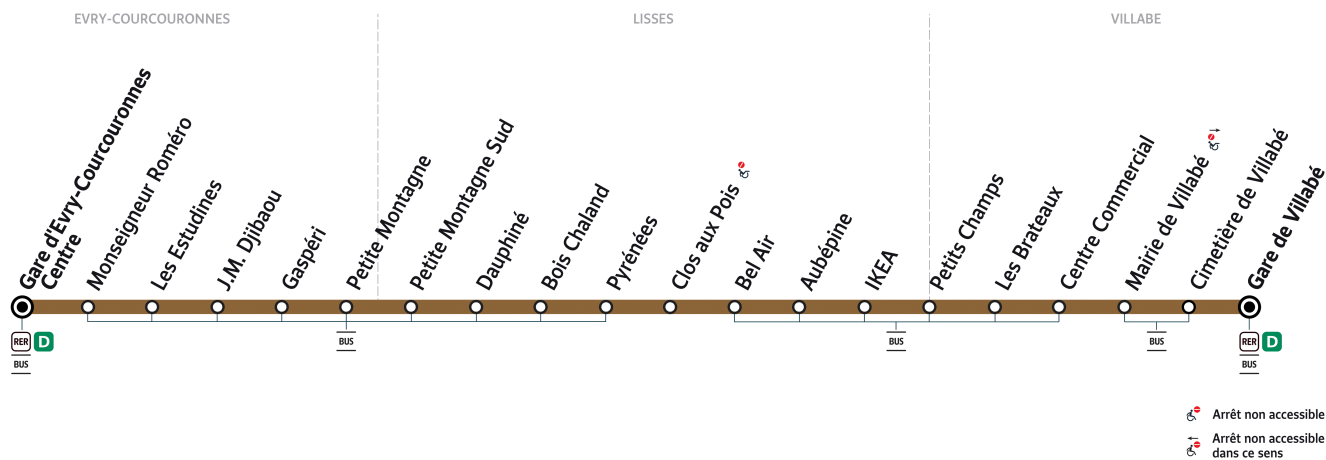 EVRY-COURCOURONNES
LISSES
VILLABE
Gare d'Evry-Courcouronnes
Centre
Monseigneur Roméro
Les Estudines
J.M. Djibaou
Gaspéri
Petite Montagne
Petite Montagne Sud
Dauphiné
Bois Chaland
Pyrénées
Clos aux Pois
Bel Air
Aubépine
IKEA
Petits Champs
Les Brateaux
Centre Commercial
Mairie de Villabé
Cimetière de Villabé
Gare de Villabé
RER D
BUS
BUS
BUS
BUS
RER D
BUS
Arrêt non accessible
Arrêt non accessible
dans ce sens